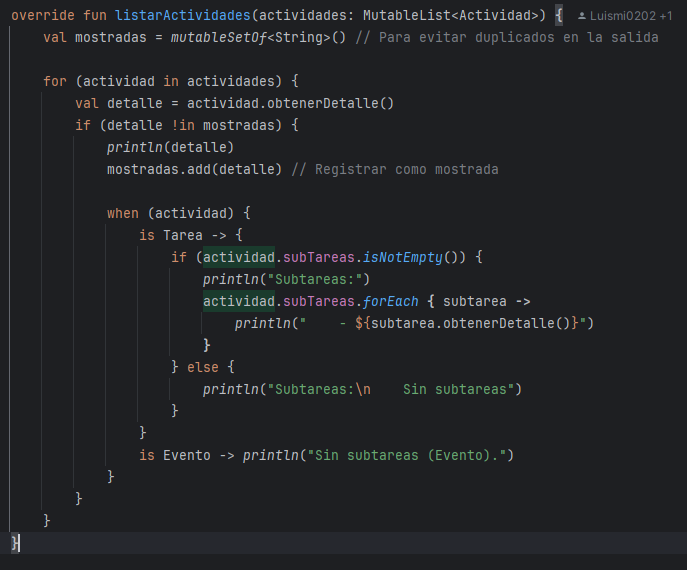 override fun listarActividades(actividades: MutableList<Actividad>) { Luismi0202 +1
    val mostradas = mutableSetOf<String>() // Para evitar duplicados en la salida
    for (actividad in actividades) {
        val detalle = actividad.obtenerDetalle()
        if (detalle !in mostradas) {
            println(detalle)
            mostradas.add(detalle) // Registrar como mostrada
            when (actividad) {
                is Tarea -> {
                    if (actividad.subTareas.isNotEmpty()) {
                        println("Subtareas:")
                        actividad.subTareas.forEach { subtarea ->
                            println("    - ${subtarea.obtenerDetalle()}")
                        }
                    } else {
                        println("Subtareas:\n    Sin subtareas")
                    }
                }
                is Evento -> println("Sin subtareas (Evento).")
            }
        }
    }
}